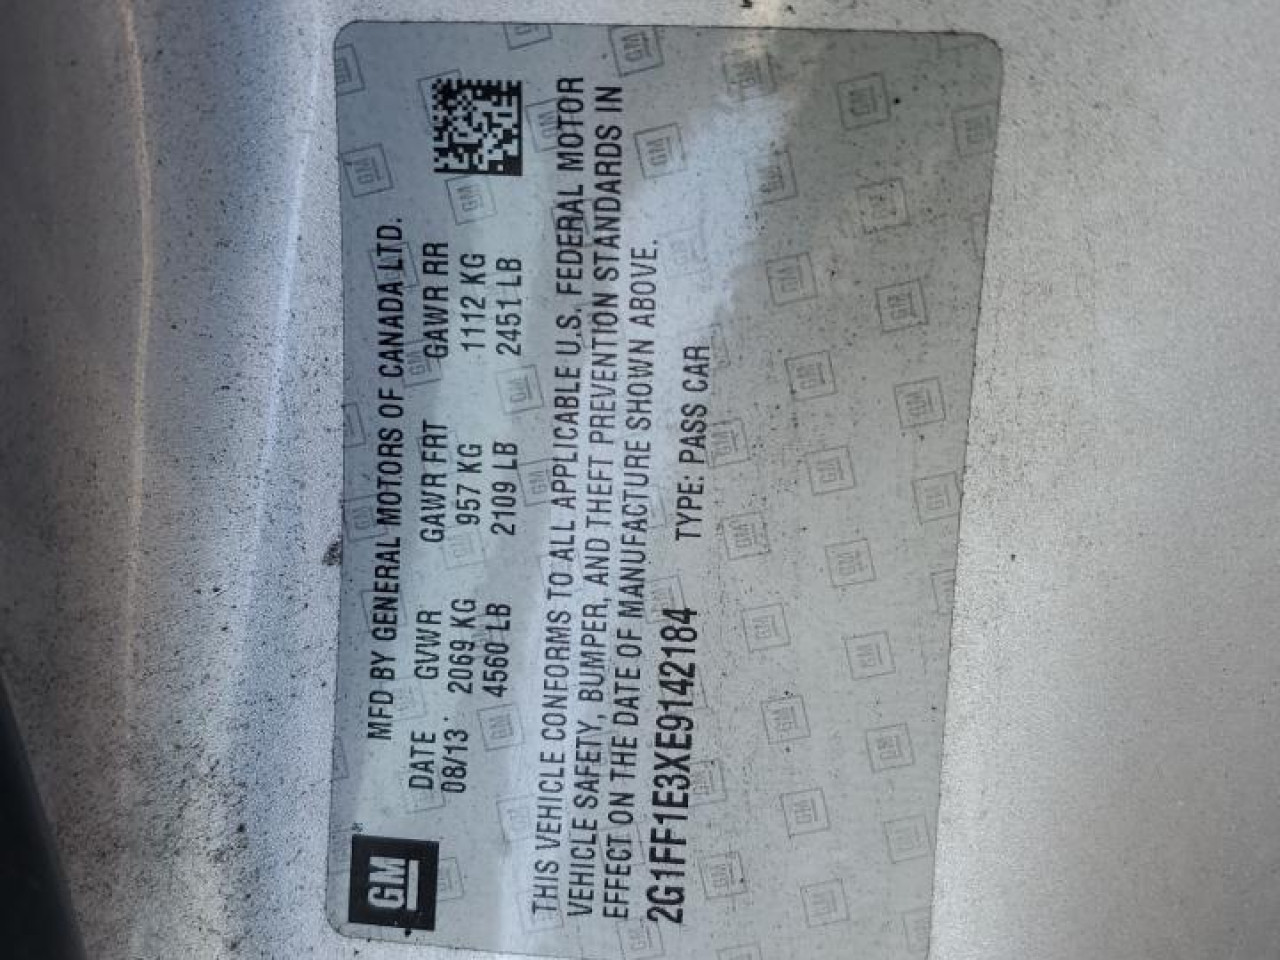 GM
MFD BY GENERAL MOTORS OF CANADA LTD.
DATE GVWR GAWR FRT GAWR RR
08/13 2069 KG 957 KG 1112 KG
4560 LB 2109 LB 2451 LB
THIS VEHICLE CONFORMS TO ALL APPLICABLE U.S. FEDERAL MOTOR
VEHICLE SAFETY, BUMPER, AND THEFT PREVENTION STANDARDS IN
EFFECT ON THE DATE OF MANUFACTURE SHOWN ABOVE.
2G1FF1E3XE9142184 TYPE: PASS CAR